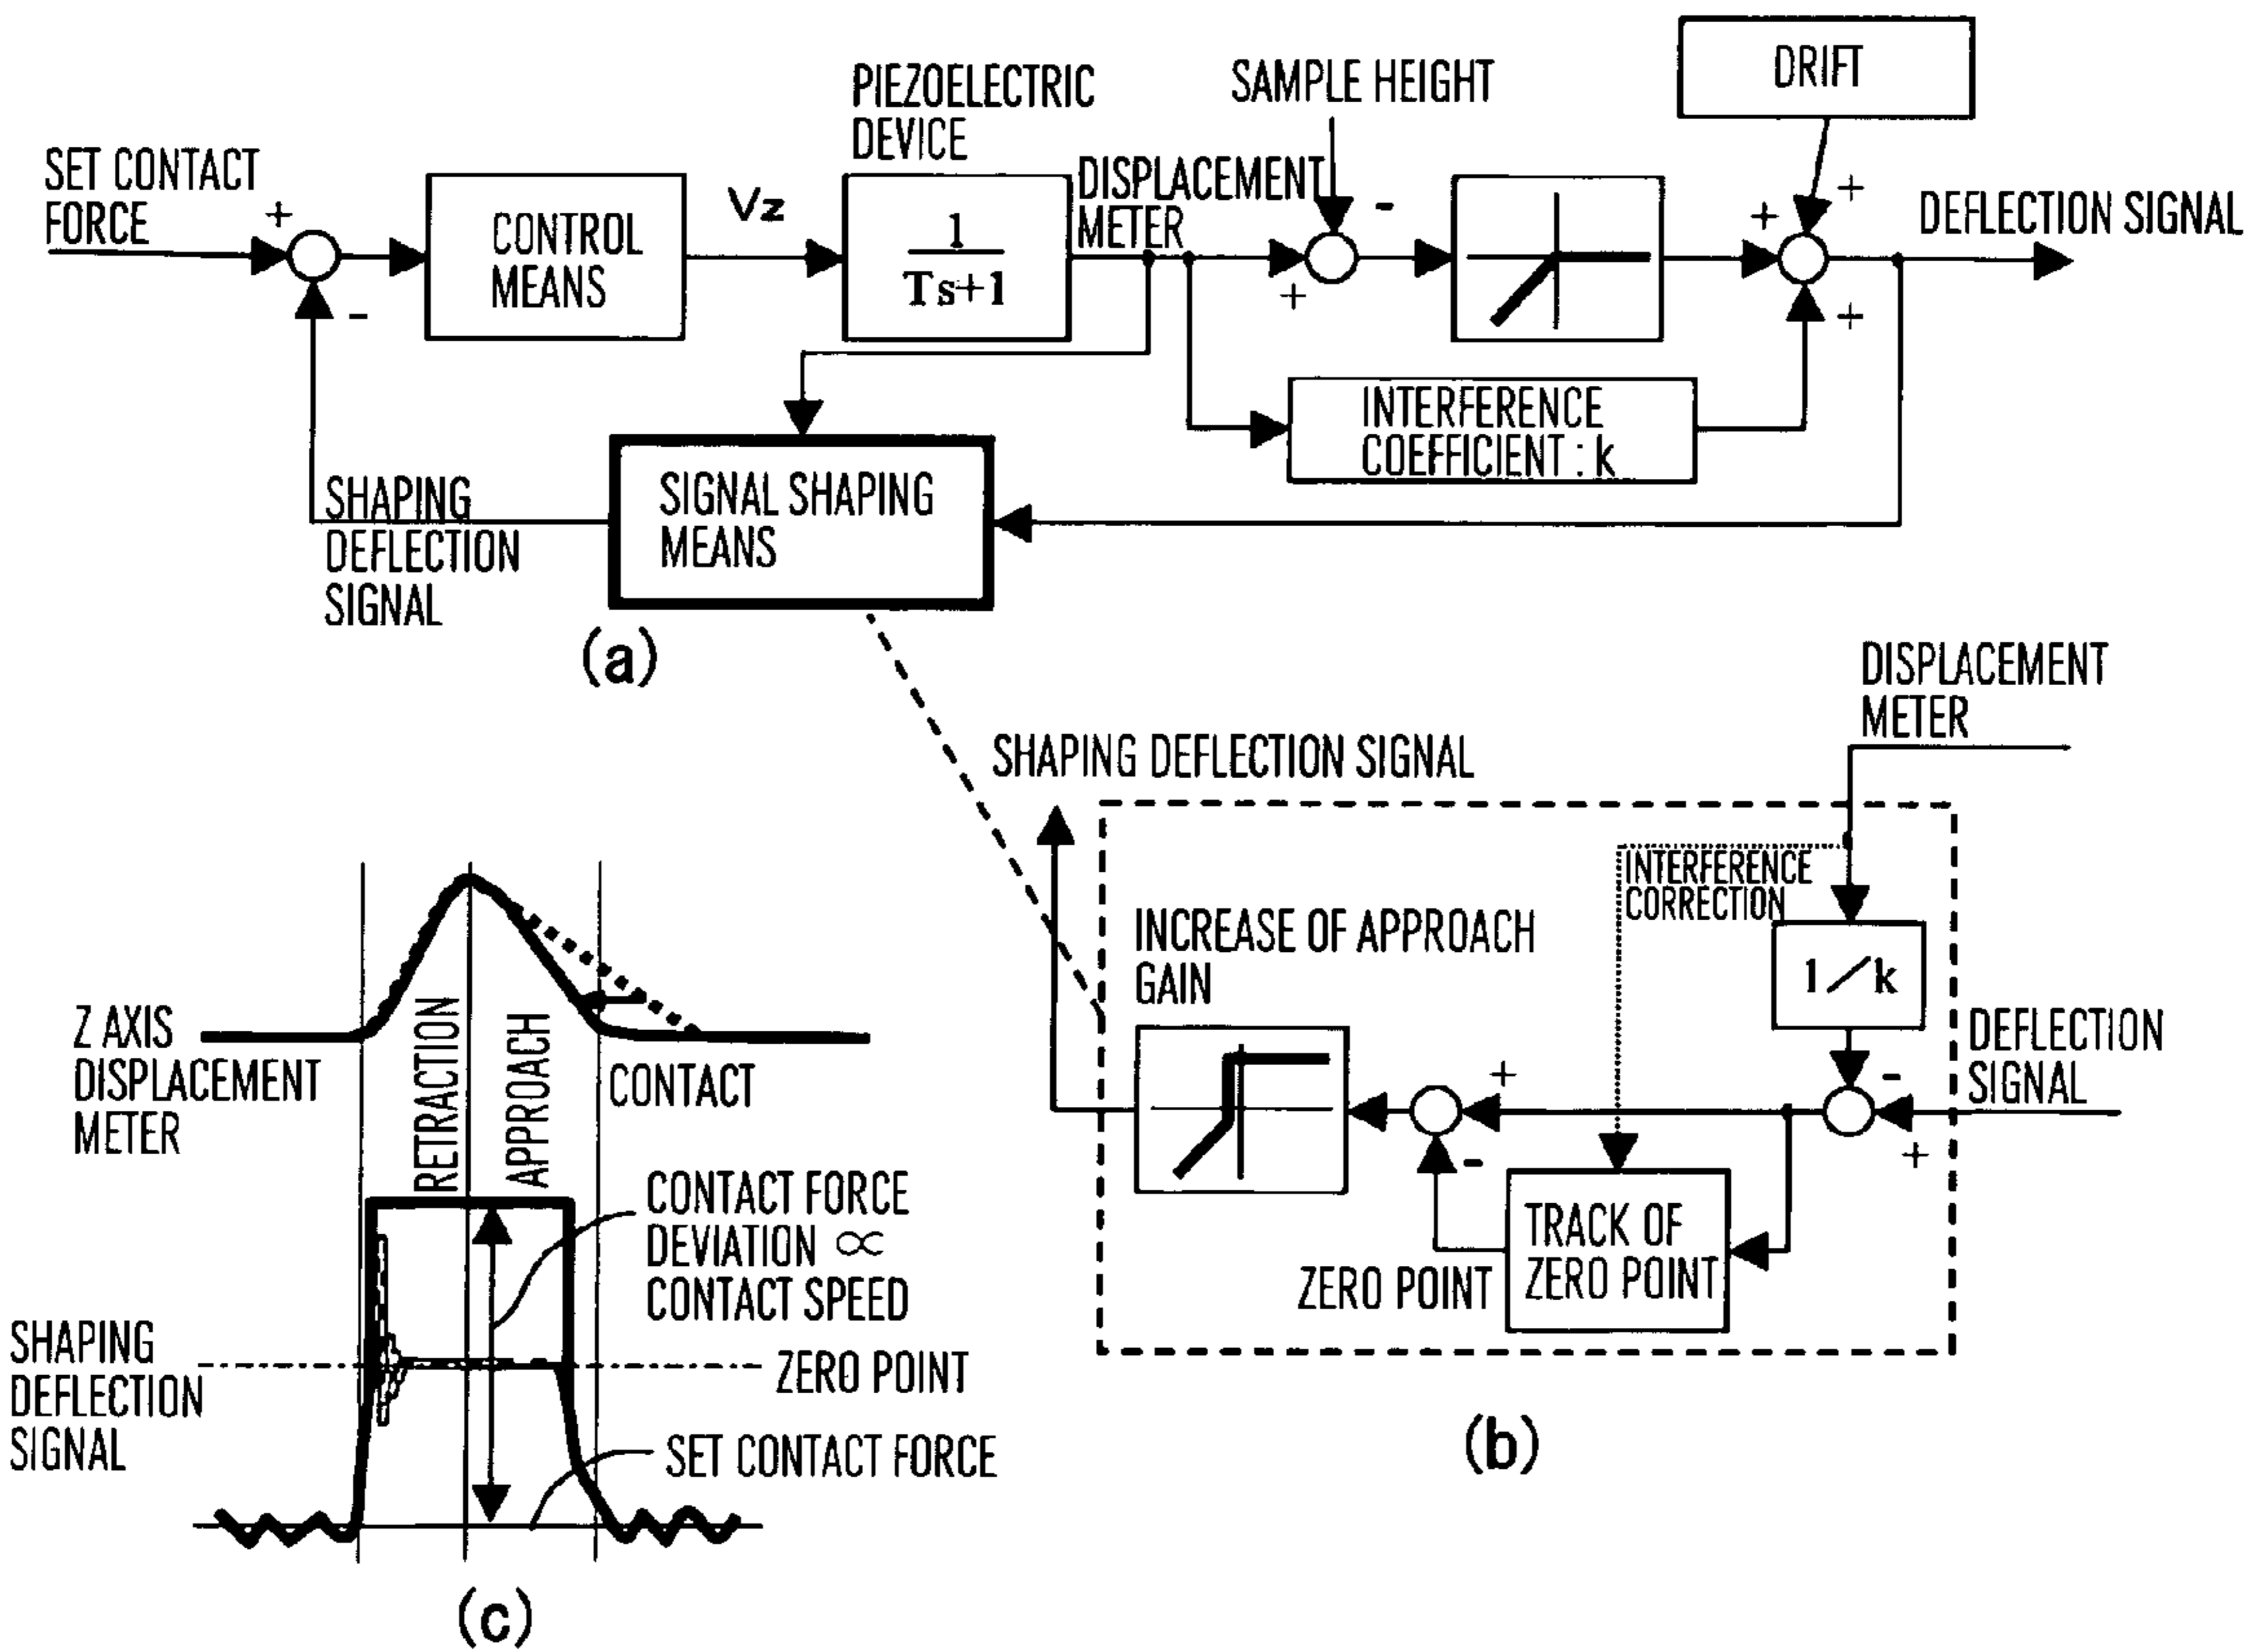 DRIFT
SAMPLE HEIGHT
PIEZOELECTRIC
DEVICE
SET CONTACT
FORCE
+
CONTROL
MEANS
Vz
1
Ts+1
DISPLACEMENT
METER
-
+
+
+
DEFLECTION SIGNAL
-
+
INTERFERENCE
COEFFICIENT : k
SHAPING
DEFLECTION
SIGNAL
SIGNAL SHAPING
MEANS
(a)
DISPLACEMENT
METER
SHAPING DEFLECTION SIGNAL
INTERFERENCE
CORRECTION
INCREASE OF APPROACH
GAIN
1/k
DEFLECTION
SIGNAL
+
-
+
-
TRACK OF
ZERO POINT
ZERO POINT
(b)
Z AXIS
DISPLACEMENT
METER
RETRACTION
APPROACH
CONTACT
CONTACT FORCE
DEVIATION ∝
CONTACT SPEED
SHAPING
DEFLECTION
SIGNAL
ZERO POINT
SET CONTACT FORCE
(c)